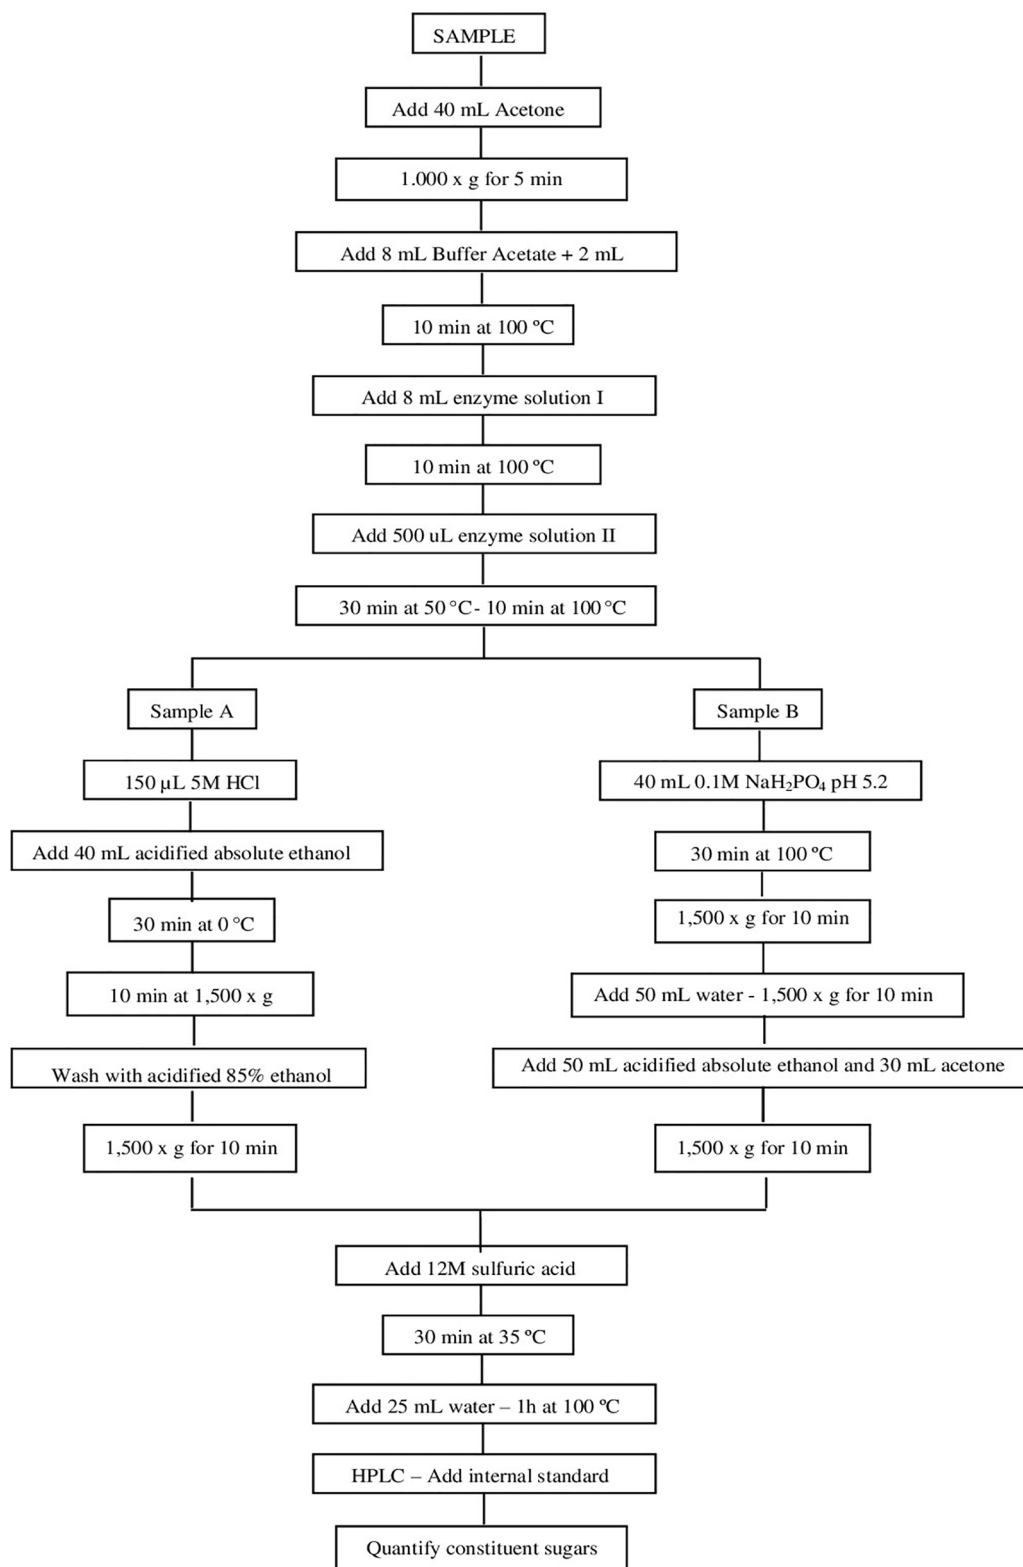 SAMPLE
Add 40 mL Acetone
1.000 x g for 5 min
Add 8 mL Buffer Acetate + 2 mL
10 min at 100 ºC
Add 8 mL enzyme solution I
10 min at 100 ºC
Add 500 uL enzyme solution II
30 min at 50 °C- 10 min at 100 °C
Sample A
150 µL 5M HCl
Add 40 mL acidified absolute ethanol
30 min at 0 °C
10 min at 1,500 x g
Wash with acidified 85% ethanol
1,500 x g for 10 min
Sample B
40 mL 0.1M NaH₂PO₄ pH 5.2
30 min at 100 ºC
1,500 x g for 10 min
Add 50 mL water - 1,500 x g for 10 min
Add 50 mL acidified absolute ethanol and 30 mL acetone
1,500 x g for 10 min
Add 12M sulfuric acid
30 min at 35 ºC
Add 25 mL water – 1h at 100 ºC
HPLC – Add internal standard
Quantify constituent sugars